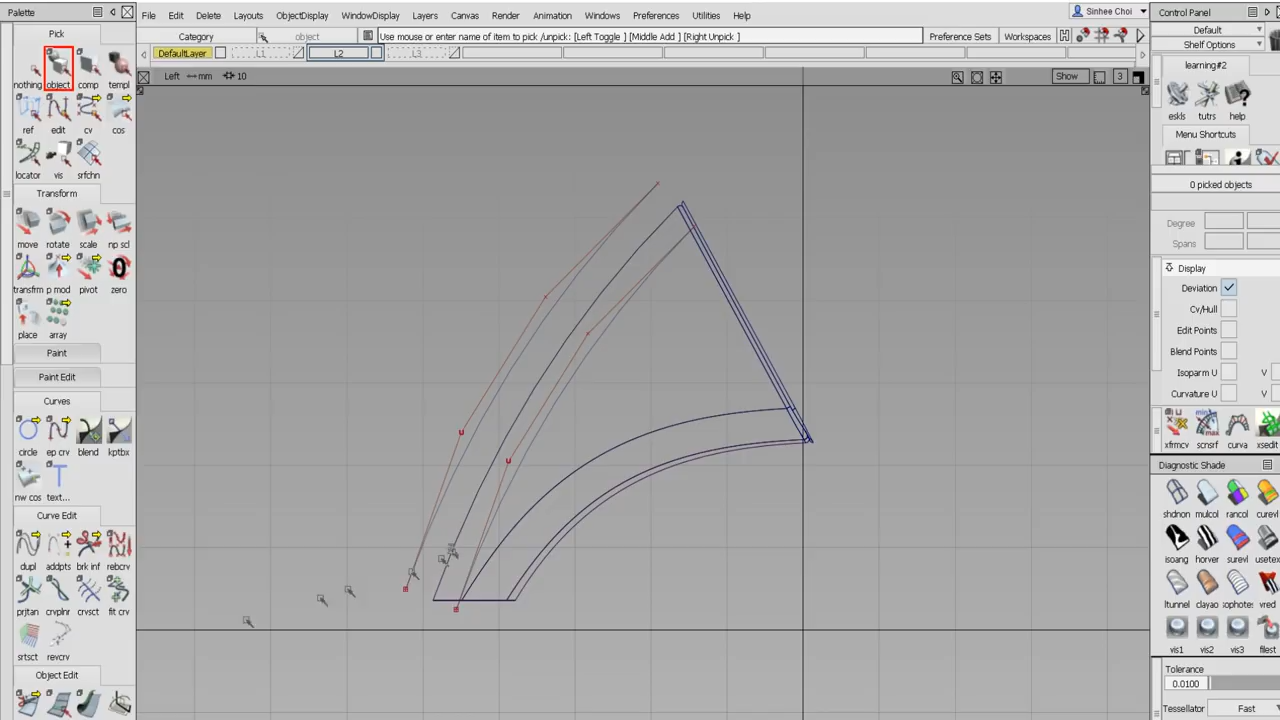 Palette
File Edit Delete Layouts ObjectDisplay WindowDisplay Layers Canvas Render Animation Windows Preferences Utilities Help
Sinhee Choi
Control Panel
Pick
Category
object
Use mouse or enter name of item to pick /unpick: [Left Toggle ] [Middle Add ] [Right Unpick ]
Preference Sets
Workspaces
Default
Shelf Options
DefaultLayer
L1
L2
L3
learning#2
Left mm 10
Show
3
nothing object comp templ
ref edit cv cos
locator vis srfchn
eskls tutrs help
Menu Shortcuts
0 picked objects
Transform
move rotate scale np scl
transfrm p mod pivot zero
place array
Degree
Spans
Display
Deviation
Cv/Hull
Edit Points
Blend Points
Isoparm U V
Curvature U V
Paint
Paint Edit
Curves
circle ep crv blend kptbx
nw cos text...
xfrmcv scnsrf curva xsedit
Diagnostic Shade
shdnon mulcol rancol curevl
isoang horver surevl usetex
ltunnel clayao sophotes vred
vis1 vis2 vis3 filest
Curve Edit
dupl addpts brk inf rebcrv
prjtan crvplnr crvsct fit crv
srtsct revcrv
Object Edit
Tolerance
0.0100
Tessellator Fast
u
u